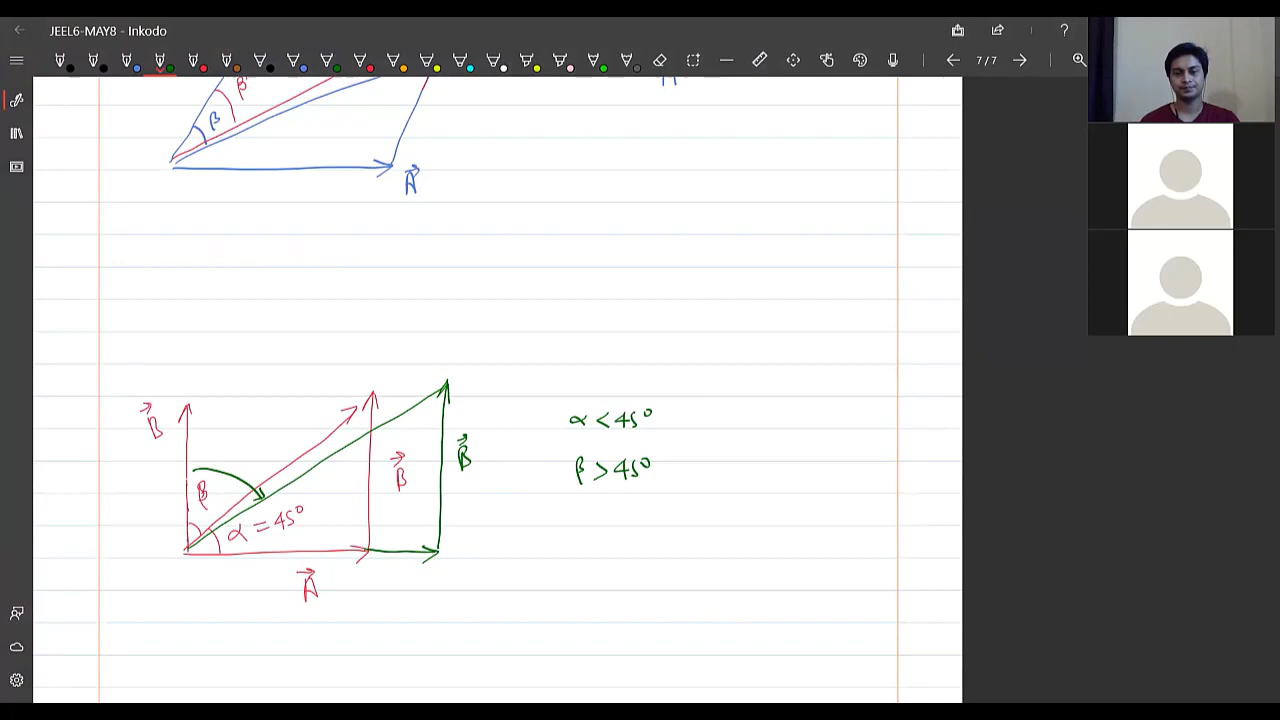 JEEL6-MAY8 - Inkodo
7 / 7
β'
β
A⃗
B⃗
α < 45°
β > 45°
B⃗
B⃗
β
α = 45°
A⃗